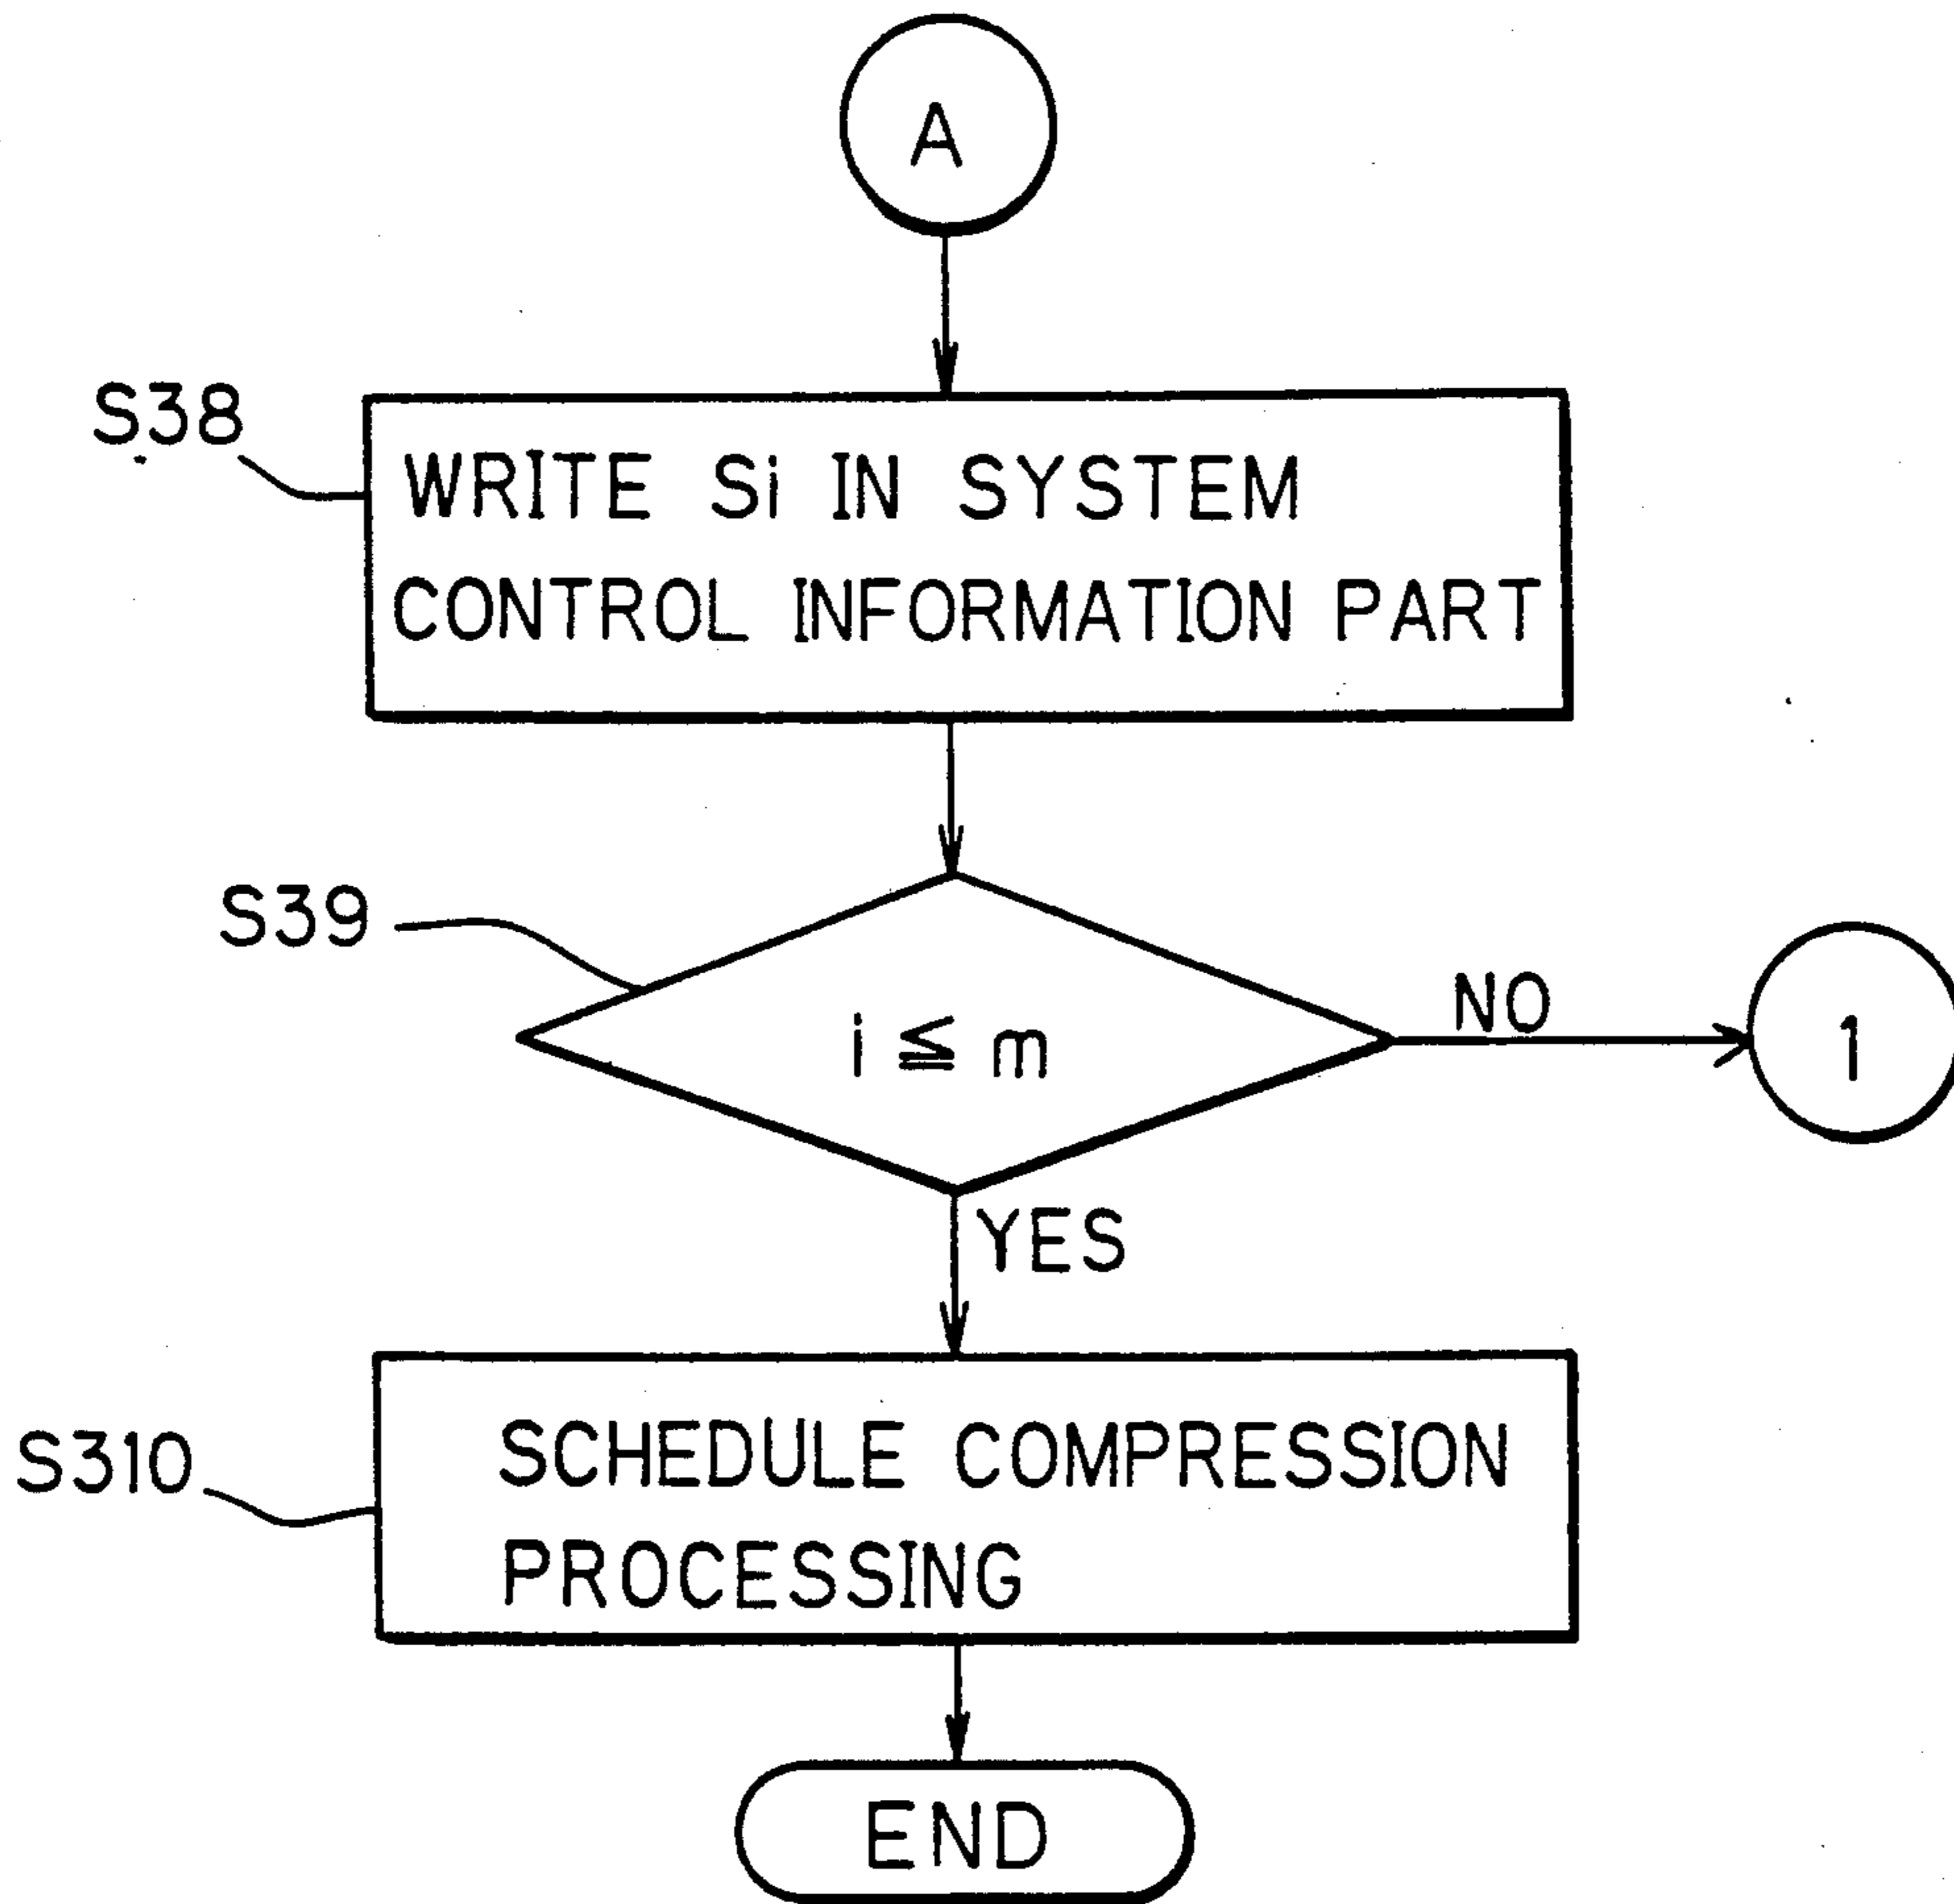 A
S38
WRITE Si IN SYSTEM
CONTROL INFORMATION PART
S39
i ≦ m
NO
1
YES
S310
SCHEDULE COMPRESSION
PROCESSING
END